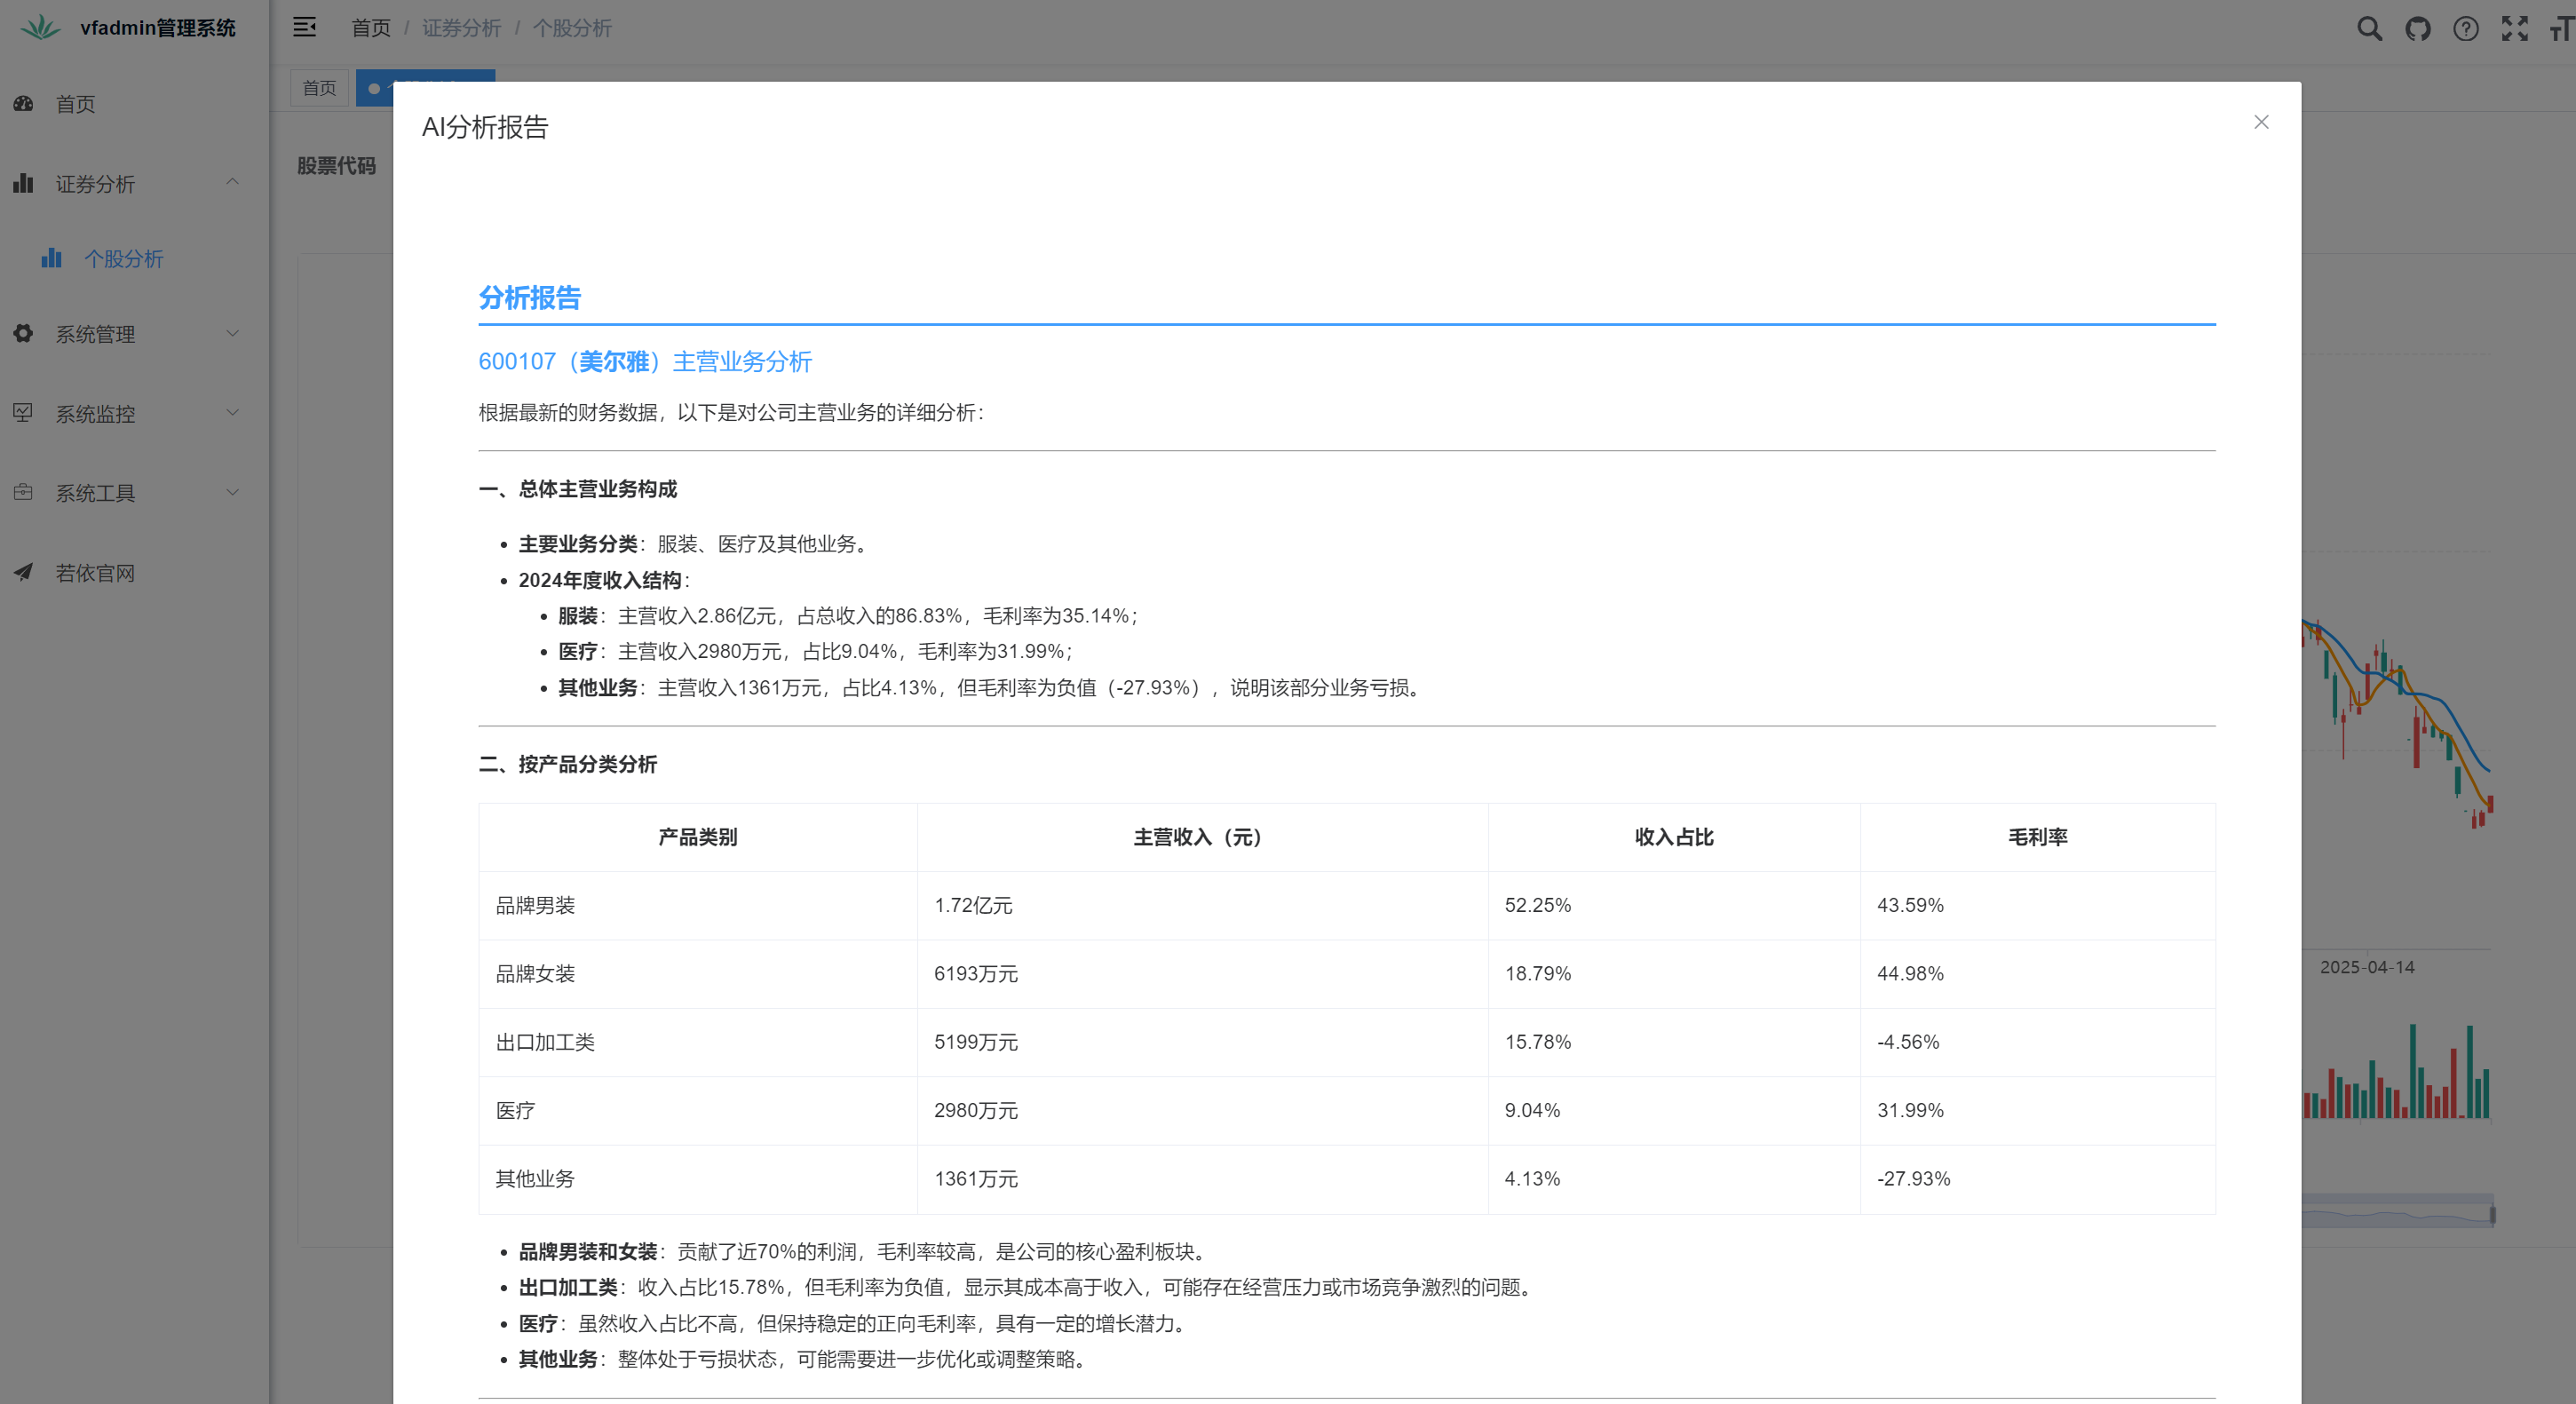 vfadmin管理系统
首页 / 证券分析 / 个股分析
首页
首页
证券分析
个股分析
系统管理
系统监控
系统工具
若依官网
股票代码
AI分析报告
分析报告
600107（美尔雅）主营业务分析
根据最新的财务数据，以下是对公司主营业务的详细分析：
一、总体主营业务构成
主要业务分类：服装、医疗及其他业务。
2024年度收入结构：
服装：主营收入2.86亿元，占总收入的86.83%，毛利率为35.14%；
医疗：主营收入2980万元，占比9.04%，毛利率为31.99%；
其他业务：主营收入1361万元，占比4.13%，但毛利率为负值（-27.93%），说明该部分业务亏损。
二、按产品分类分析
产品类别 主营收入（元） 收入占比 毛利率
品牌男装 1.72亿元 52.25% 43.59%
品牌女装 6193万元 18.79% 44.98%
出口加工类 5199万元 15.78% -4.56%
医疗 2980万元 9.04% 31.99%
其他业务 1361万元 4.13% -27.93%
品牌男装和女装：贡献了近70%的利润，毛利率较高，是公司的核心盈利板块。
出口加工类：收入占比15.78%，但毛利率为负值，显示其成本高于收入，可能存在经营压力或市场竞争激烈的问题。
医疗：虽然收入占比不高，但保持稳定的正向毛利率，具有一定的增长潜力。
其他业务：整体处于亏损状态，可能需要进一步优化或调整策略。
2025-04-14